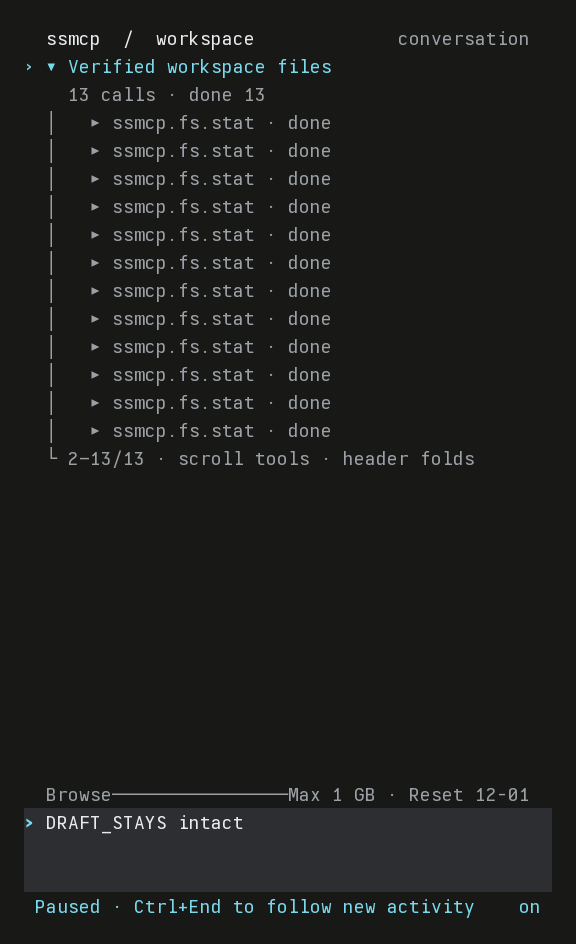 ssmcp / workspace conversation
› ▾ Verified workspace files
13 calls · done 13
│ ▸ ssmcp.fs.stat · done
│ ▸ ssmcp.fs.stat · done
│ ▸ ssmcp.fs.stat · done
│ ▸ ssmcp.fs.stat · done
│ ▸ ssmcp.fs.stat · done
│ ▸ ssmcp.fs.stat · done
│ ▸ ssmcp.fs.stat · done
│ ▸ ssmcp.fs.stat · done
│ ▸ ssmcp.fs.stat · done
│ ▸ ssmcp.fs.stat · done
│ ▸ ssmcp.fs.stat · done
│ ▸ ssmcp.fs.stat · done
└ 2–13/13 · scroll tools · header folds
Browse────────────────Max 1 GB · Reset 12-01
› DRAFT_STAYS intact
Paused · Ctrl+End to follow new activity on